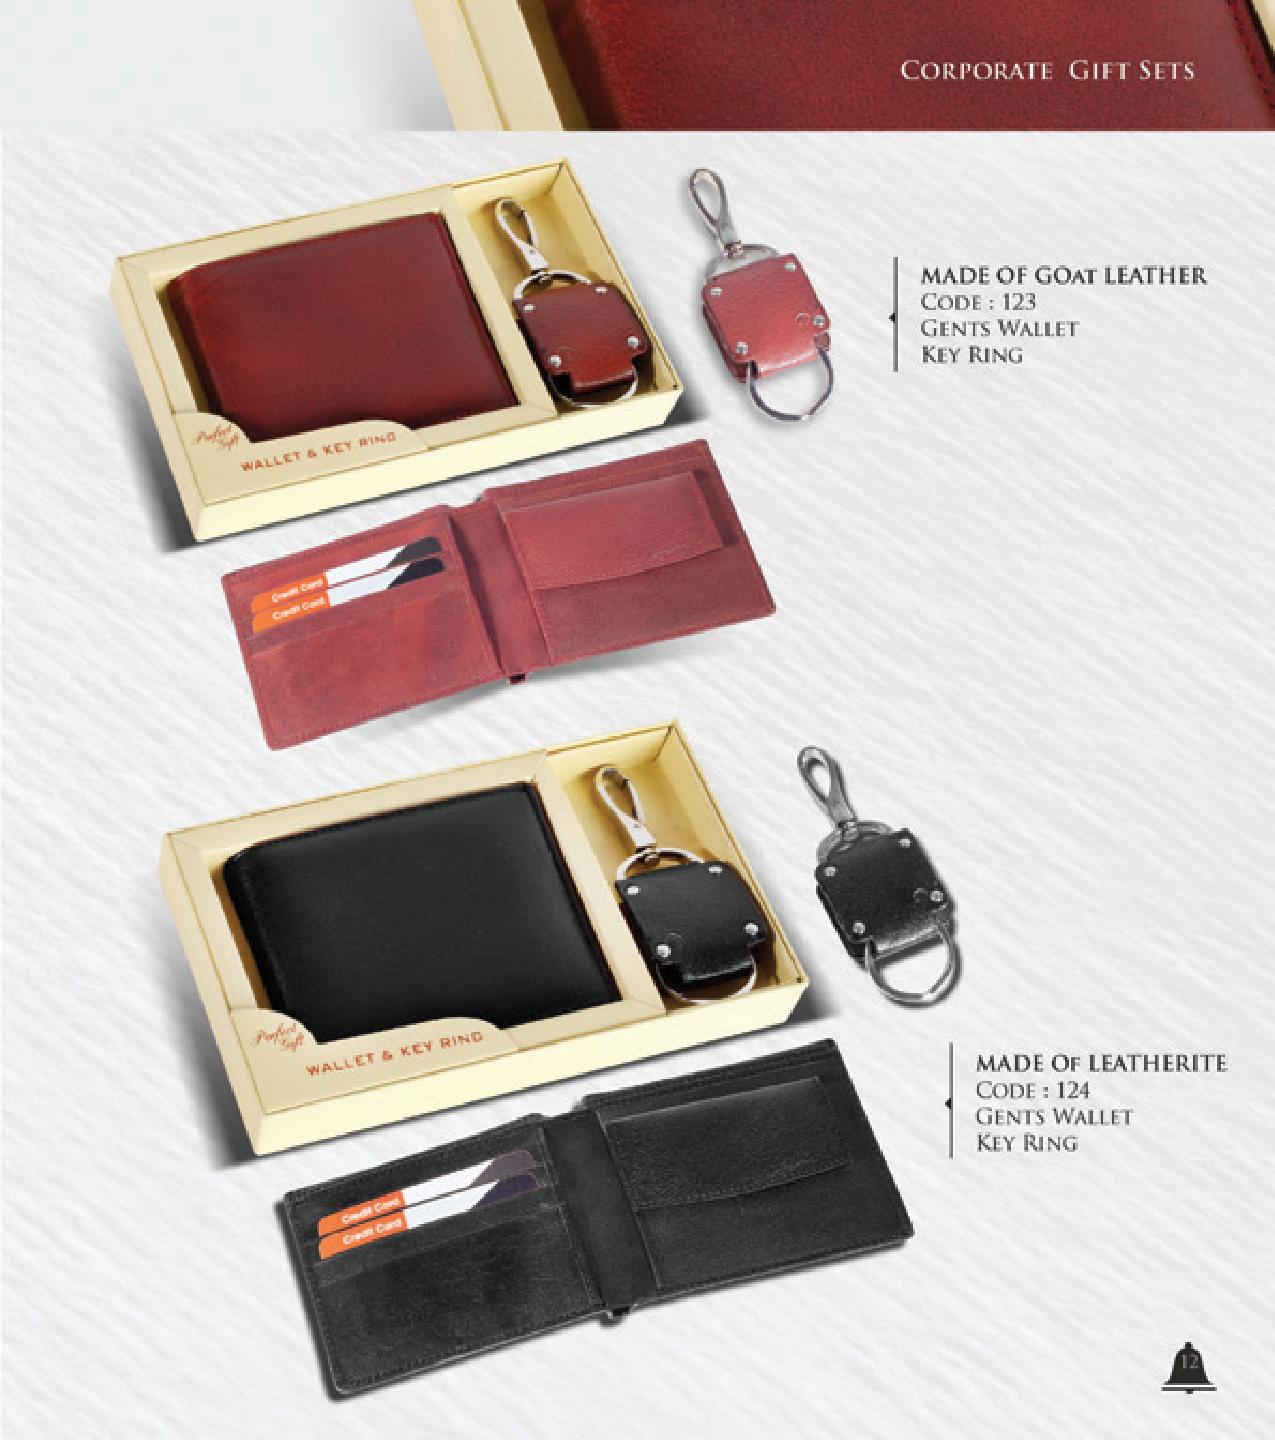 Corporate Gift Sets
MADE OF GOat LEATHER
Code : 123
Gents Wallet
Key Ring
Perfect
Gift
WALLET & KEY RING
Credit Card
Credit Card
Perfect
Gift
WALLET & KEY RING
MADE Of LEATHERITE
Code : 124
Gents Wallet
Key Ring
Credit Card
Credit Card
12